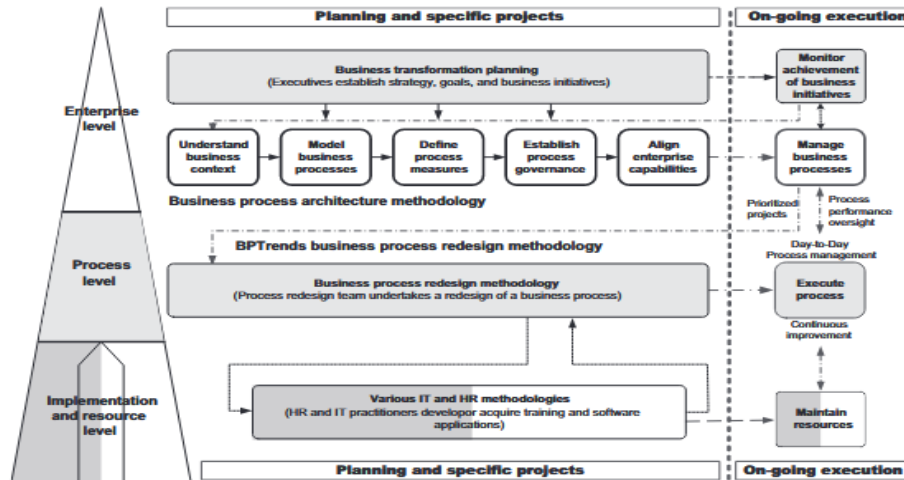 Planning and specific projects
On-going execution
Business transformation planning
(Executives establish strategy, goals, and business initiatives)
Monitor
achievement
of business
initiatives
Enterprise
level
Understand
business
context
Model
business
processes
Define
process
measures
Establish
process
governance
Align
enterprise
capabilities
Manage
business
processes
Business process architecture methodology
Prioritized
projects
Process
performance
oversight
BPTrends business process redesign methodology
Day-to-Day
Process management
Process
level
Business process redesign methodology
(Process redesign team undertakes a redesign of a business process)
Execute
process
Continuous
improvement
Implementation
and resource
level
Various IT and HR methodologies
(HR and IT practitioners developor acquire training and software
applications)
Maintain
resources
Planning and specific projects
On-going execution